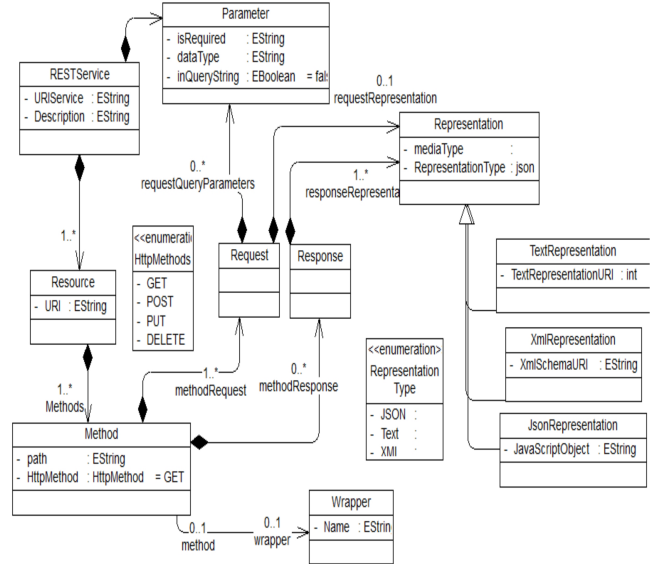 Parameter
- isRequired : EString
- dataType : EString
- inQueryString : EBoolean = fals
RESTService
- URIService : EString
- Description : EString
0..1
requestRepresentation
Representation
- mediaType :
- RepresentationType : json
0..*
requestQueryParameters
1..*
responseRepresenta
1..*
<<enumerati
HttpMethods
- GET
- POST
- PUT
- DELETE
Request
Response
TextRepresentation
- TextRepresentationURI : int
Resource
- URI : EString
XmlRepresentation
- XmlSchemaURI : EString
<<enumeration>
Representation
Type
- JSON :
- Text :
- XMl :
1..*
methodRequest
0..*
methodResponse
1..*
Methods
JsonRepresentation
- JavaScriptObject : EString
Method
- path : EString
- HttpMethod : HttpMethod = GET
0..1
method
0..1
wrapper
Wrapper
- Name : EStrin